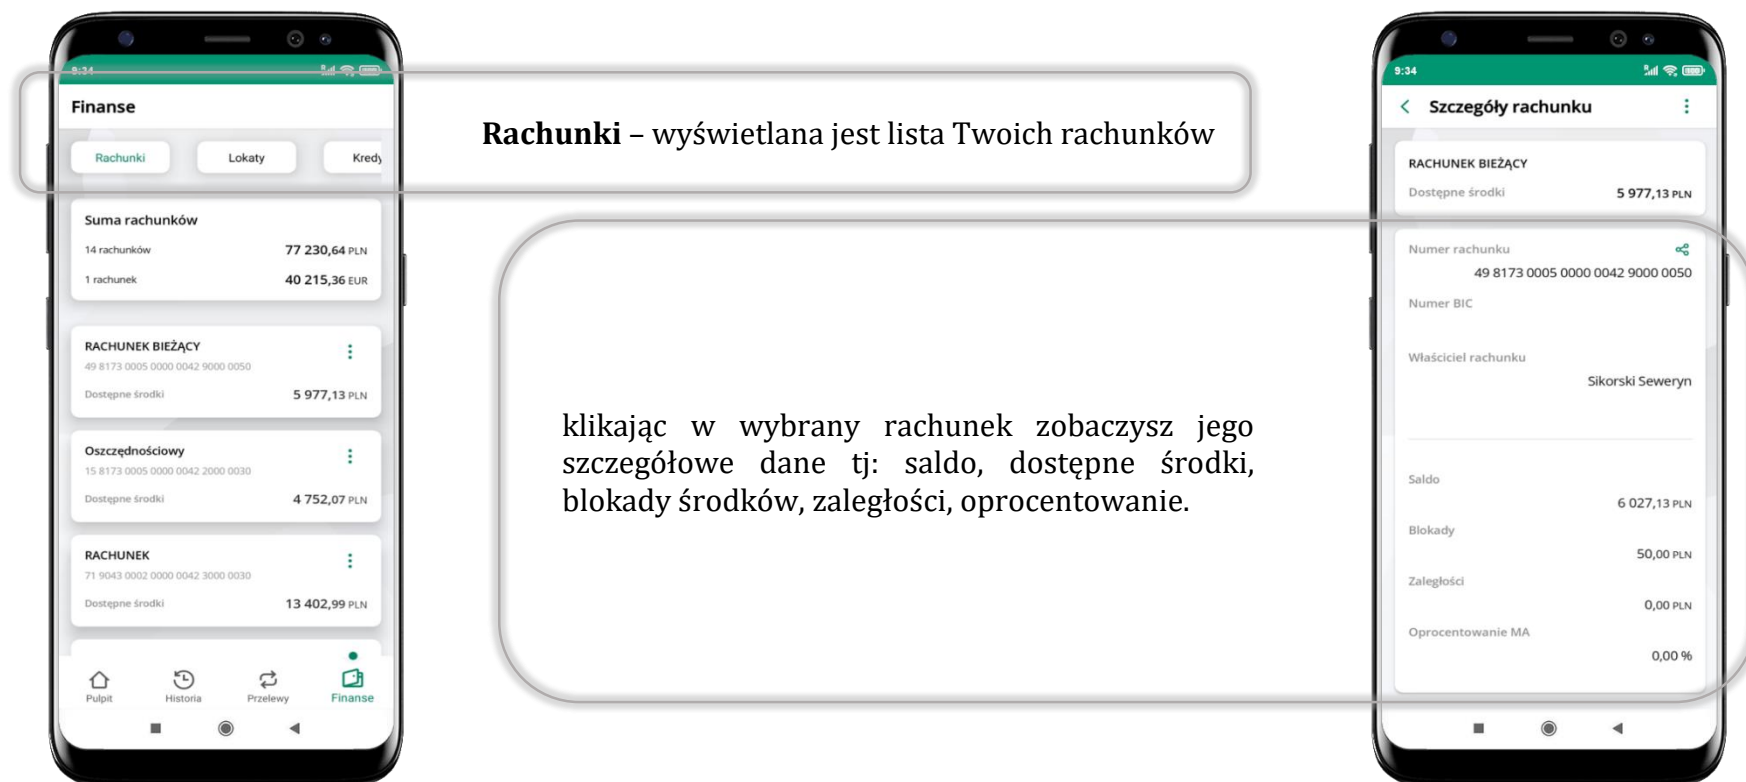 9:34
Finanse
Rachunki Lokaty Kredy
Suma rachunków
14 rachunków 77 230,64 PLN
1 rachunek 40 215,36 EUR
RACHUNEK BIEŻĄCY
49 8173 0005 0000 0042 9000 0050
Dostępne środki 5 977,13 PLN
Oszczędnościowy
15 8173 0005 0000 0042 2000 0030
Dostępne środki 4 752,07 PLN
RACHUNEK
71 9043 0002 0000 0042 3000 0030
Dostępne środki 13 402,99 PLN
Pulpit Historia Przelewy Finanse
Rachunki – wyświetlana jest lista Twoich rachunków
klikając w wybrany rachunek zobaczysz jego
szczegółowe dane tj: saldo, dostępne środki,
blokady środków, zaległości, oprocentowanie.
9:34
Szczegóły rachunku
RACHUNEK BIEŻĄCY
Dostępne środki 5 977,13 PLN
Numer rachunku
49 8173 0005 0000 0042 9000 0050
Numer BIC
Właściciel rachunku
Sikorski Seweryn
Saldo
6 027,13 PLN
Blokady
50,00 PLN
Zaległości
0,00 PLN
Oprocentowanie MA
0,00 %